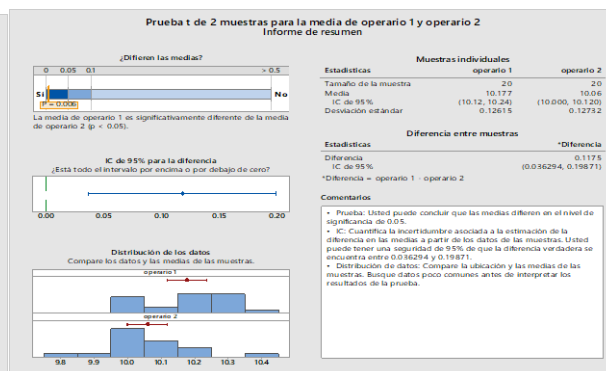 Prueba t de 2 muestras para la media de operario 1 y operario 2
Informe de resumen
¿Difieren las medias?
0 0.05 0.1 > 0.5
Sí No
P = 0.006
La media de operario 1 es significativamente diferente de la media
de operario 2 (p < 0.05).
IC de 95% para la diferencia
¿Está todo el intervalo por encima o por debajo de cero?
0.00 0.05 0.10 0.15 0.20
Distribución de los datos
Compare los datos y las medias de las muestras.
operario 1
operario 2
9.8 9.9 10.0 10.1 10.2 10.3 10.4
Muestras individuales
Estadísticas operario 1 operario 2
Tamaño de la muestra 20 20
Media 10.177 10.06
IC de 95% (10.12, 10.24) (10.000, 10.120)
Desviación estándar 0.12615 0.12732
Diferencia entre muestras
Estadísticas *Diferencia
Diferencia 0.1175
IC de 95% (0.036294, 0.19871)
*Diferencia = operario 1 - operario 2
Comentarios
• Prueba: Usted puede concluir que las medias difieren en el nivel de
significancia de 0.05.
• IC: Cuantifica la incertidumbre asociada a la estimación de la
diferencia en las medias a partir de los datos de las muestras. Usted
puede tener una seguridad de 95% de que la diferencia verdadera se
encuentra entre 0.036294 y 0.19871.
• Distribución de datos: Compare la ubicación y las medias de las
muestras. Busque datos poco comunes antes de interpretar los
resultados de la prueba.